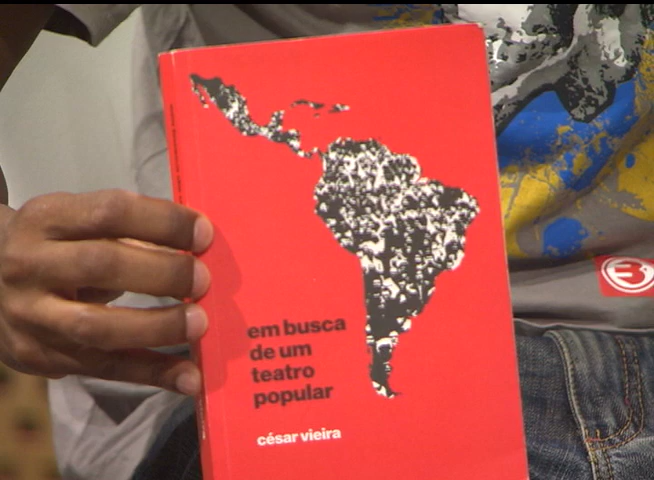 em busca
de um
teatro
popular
césar vieira